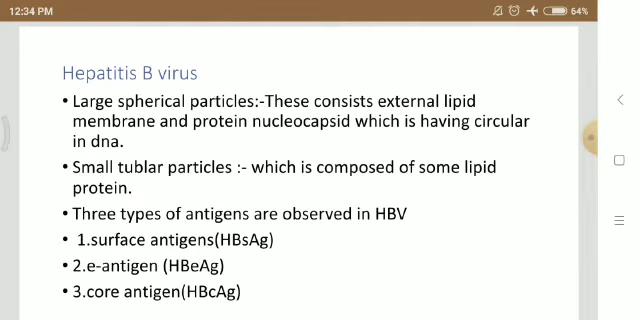 12:34 PM
64%
Hepatitis B virus
• Large spherical particles:-These consists external lipid
membrane and protein nucleocapsid which is having circular
in dna.
• Small tublar particles :- which is composed of some lipid
protein.
• Three types of antigens are observed in HBV
• 1.surface antigens(HBsAg)
• 2.e-antigen (HBeAg)
• 3.core antigen(HBcAg)